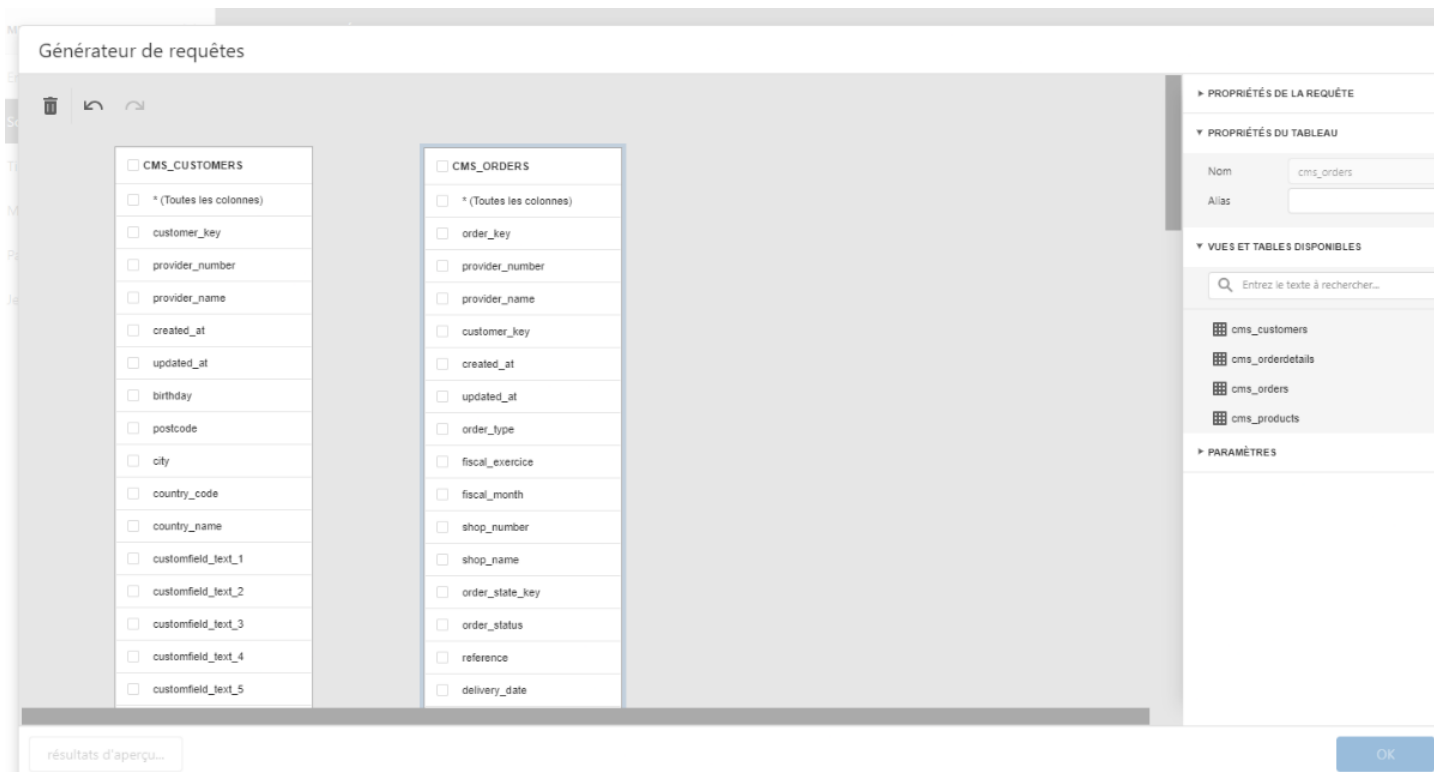 Générateur de requêtes
CMS_CUSTOMERS
* (Toutes les colonnes)
customer_key
provider_number
provider_name
created_at
updated_at
birthday
postcode
city
country_code
country_name
customfield_text_1
customfield_text_2
customfield_text_3
customfield_text_4
customfield_text_5
CMS_ORDERS
* (Toutes les colonnes)
order_key
provider_number
provider_name
customer_key
created_at
updated_at
order_type
fiscal_exercice
fiscal_month
shop_number
shop_name
order_state_key
order_status
reference
delivery_date
PROPRIÉTÉS DE LA REQUÊTE
PROPRIÉTÉS DU TABLEAU
Nom cms_orders
Alias
VUES ET TABLES DISPONIBLES
Entrez le texte à rechercher...
cms_customers
cms_orderdetails
cms_orders
cms_products
PARAMÈTRES
résultats d'aperçu...
OK